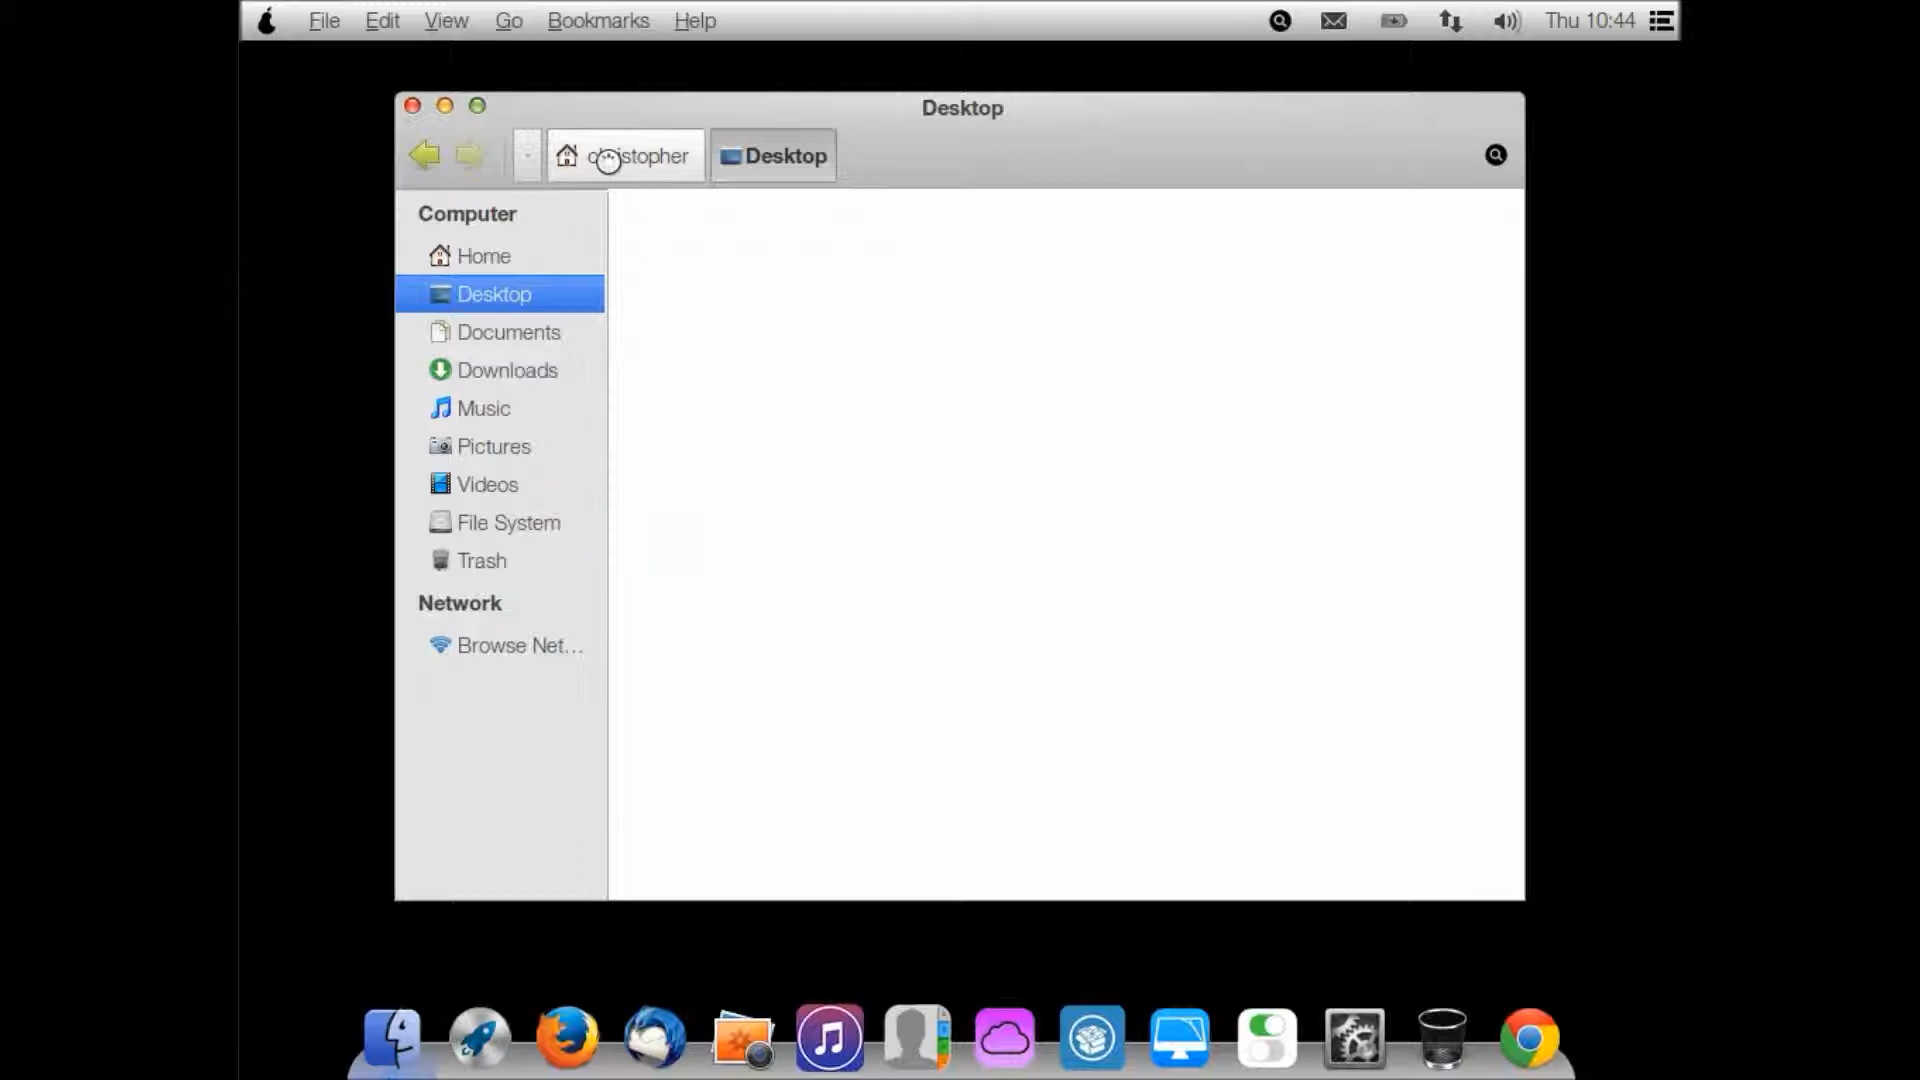 File Edit View Go Bookmarks Help Thu 10:44
Desktop
christopher Desktop
Computer
Home
Desktop
Documents
Downloads
Music
Pictures
Videos
File System
Trash
Network
Browse Net...